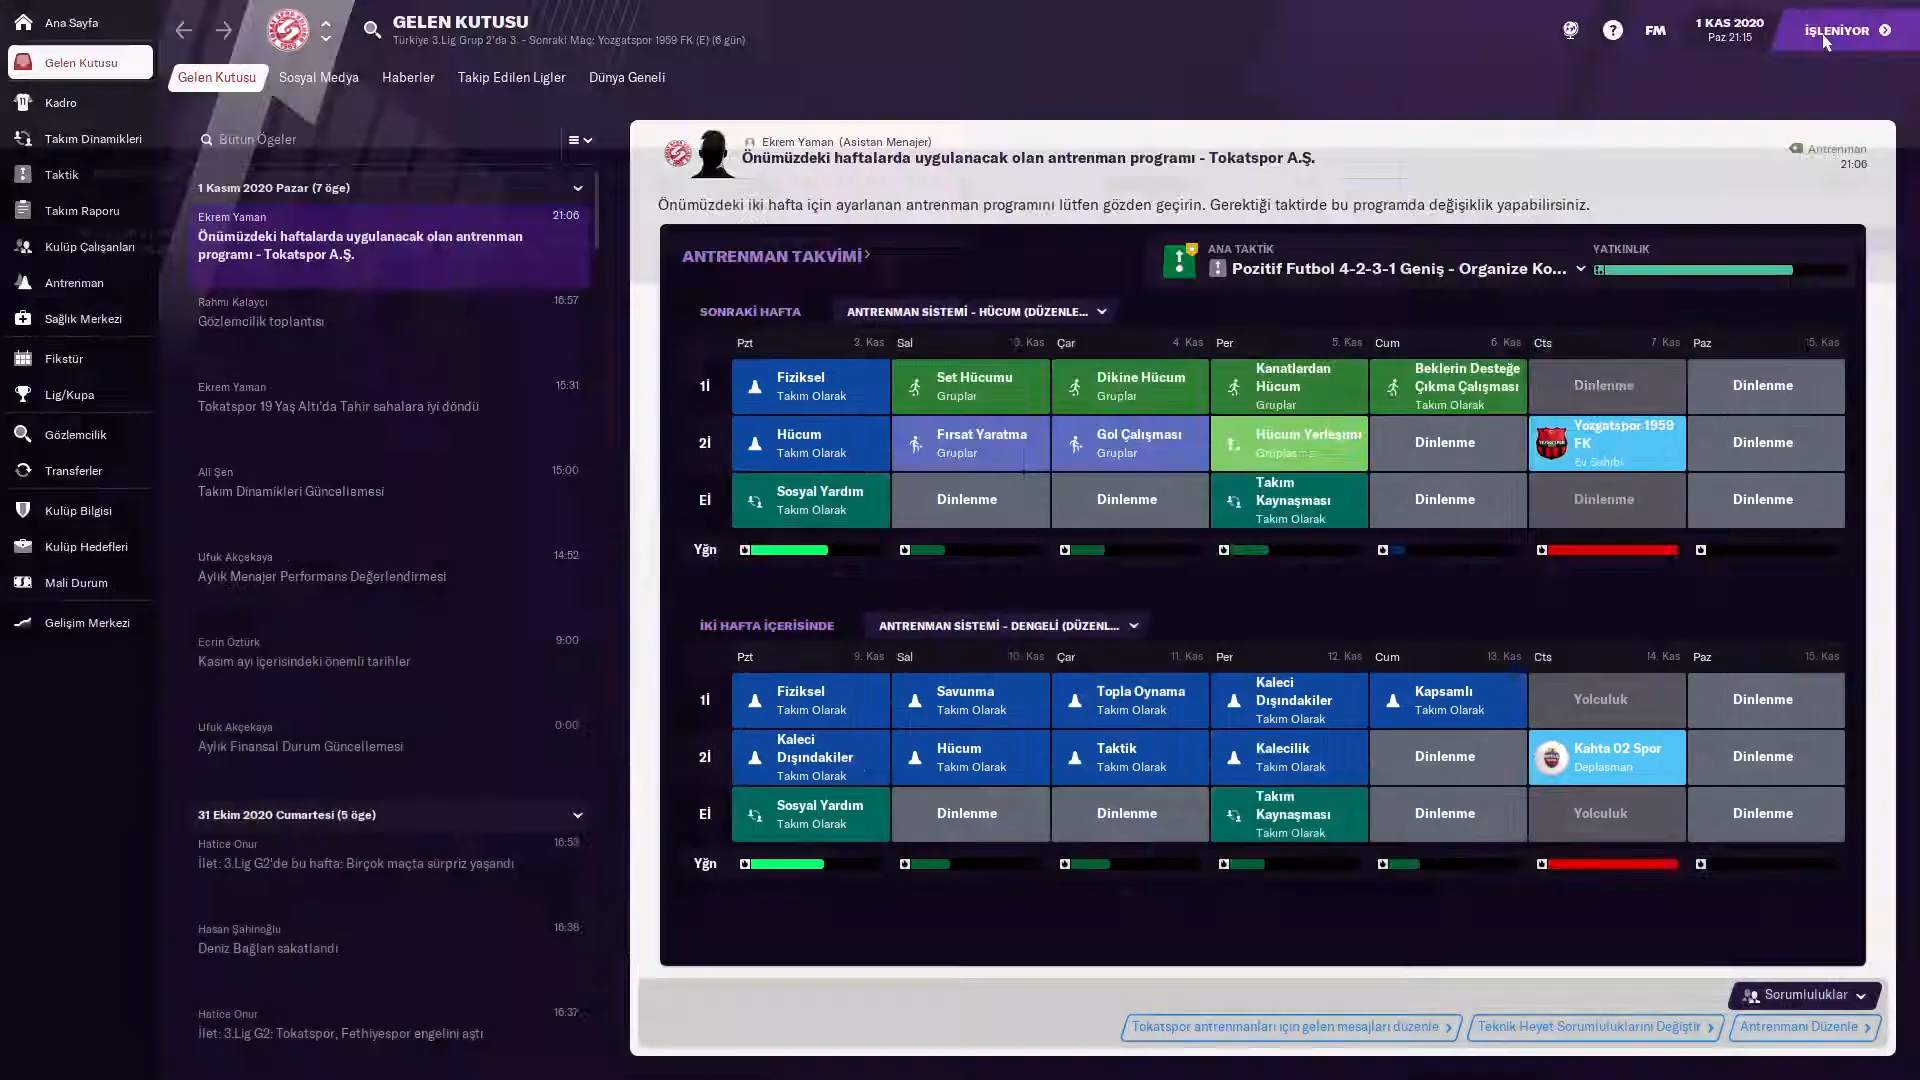 Ana Sayfa
Gelen Kutusu
Kadro
Takım Dinamikleri
Taktik
Takım Raporu
Kulüp Çalışanları
Antrenman
Sağlık Merkezi
Fikstür
Lig/Kupa
Gözlemcilik
Transferler
Kulüp Bilgisi
Kulüp Hedefleri
Mali Durum
Gelişim Merkezi
GELEN KUTUSU
Türkiye 3.Lig Grup 2'da 3. - Sonraki Maç: Yozgatspor 1959 FK (E) (6 gün)
FM
1 KAS 2020
Paz 21:15
İŞLENİYOR
Gelen Kutusu Sosyal Medya Haberler Takip Edilen Ligler Dünya Geneli
Bütün Ögeler
1 Kasım 2020 Pazar (7 öge)
Ekrem Yaman 21:06
Önümüzdeki haftalarda uygulanacak olan antrenman
programı - Tokatspor A.Ş.
Rahmi Kalaycı 16:57
Gözlemcilik toplantısı
Ekrem Yaman 15:31
Tokatspor 19 Yaş Altı'da Tahir sahalara iyi döndü
Ali Şen 15:00
Takım Dinamikleri Güncellemesi
Ufuk Akçekaya 14:52
Aylık Menajer Performans Değerlendirmesi
Ecrin Öztürk 9:00
Kasım ayı içerisindeki önemli tarihler
Ufuk Akçekaya 0:00
Aylık Finansal Durum Güncellemesi
31 Ekim 2020 Cumartesi (5 öge)
Hatice Onur 16:53
İlet: 3.Lig G2'de bu hafta: Birçok maçta sürpriz yaşandı
Hasan Şahinoğlu 16:38
Deniz Bağlan sakatlandı
Hatice Onur 16:37
İlet: 3.Lig G2: Tokatspor, Fethiyespor engelini aştı
Ekrem Yaman (Asistan Menajer)
Önümüzdeki haftalarda uygulanacak olan antrenman programı - Tokatspor A.Ş.
Antrenman
21:06
Önümüzdeki iki hafta için ayarlanan antrenman programını lütfen gözden geçirin. Gerektiği taktirde bu programda değişiklik yapabilirsiniz.
ANTRENMAN TAKVİMİ
ANA TAKTİK
Pozitif Futbol 4-2-3-1 Geniş - Organize Ko...
YATKINLIK
SONRAKİ HAFTA ANTRENMAN SİSTEMİ - HÜCUM (DÜZENLE...
Pzt 2. Kas Sal Kas Çar 4. Kas Per 5. Kas Cum 6. Kas Cts 7. Kas Paz 15. Kas
1İ
Fiziksel
Takım Olarak
Set Hücumu
Gruplar
Dikine Hücum
Gruplar
Kanatlardan
Hücum
Gruplar
Beklerin Desteğe
Çıkma Çalışması
Takım Olarak
Dinlenme
Dinlenme
2İ
Hücum
Takım Olarak
Fırsat Yaratma
Gruplar
Gol Çalışması
Gruplar
Hücum Yerleşimi
Dinlenme
Yozgatspor 1959
FK
Ev Sahibi
Dinlenme
Eİ
Sosyal Yardım
Takım Olarak
Dinlenme
Dinlenme
Takım
Kaynaşması
Takım Olarak
Dinlenme
Dinlenme
Dinlenme
Yğn
İKİ HAFTA İÇERİSİNDE ANTRENMAN SİSTEMİ - DENGELİ (DÜZENL...
Pzt 9. Kas Sal 10. Kas Çar 11. Kas Per 12. Kas Cum 13. Kas Cts 14. Kas Paz 15. Kas
1İ
Fiziksel
Takım Olarak
Savunma
Takım Olarak
Topla Oynama
Takım Olarak
Kaleci
Dışındakiler
Takım Olarak
Kapsamlı
Takım Olarak
Yolculuk
Dinlenme
2İ
Kaleci
Dışındakiler
Takım Olarak
Hücum
Takım Olarak
Taktik
Takım Olarak
Kalecilik
Takım Olarak
Dinlenme
Kahta 02 Spor
Deplasman
Dinlenme
Eİ
Sosyal Yardım
Takım Olarak
Dinlenme
Dinlenme
Takım
Kaynaşması
Takım Olarak
Dinlenme
Yolculuk
Dinlenme
Yğn
Sorumluluklar
Tokatspor antrenmanları için gelen mesajları düzenle
Teknik Heyet Sorumluluklarını Değiştir
Antrenmanı Düzenle